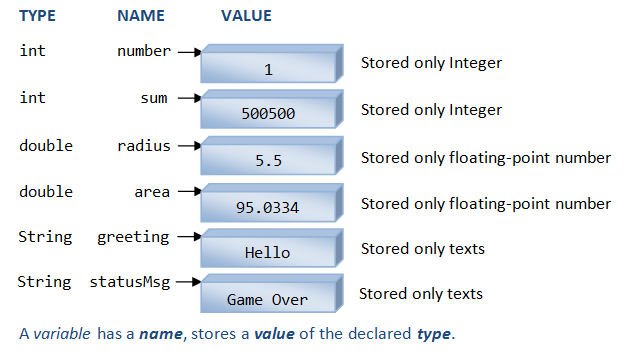 TYPE NAME VALUE
int number 1 Stored only Integer
int sum 500500 Stored only Integer
double radius 5.5 Stored only floating-point number
double area 95.0334 Stored only floating-point number
String greeting Hello Stored only texts
String statusMsg Game Over Stored only texts
A variable has a name, stores a value of the declared type.